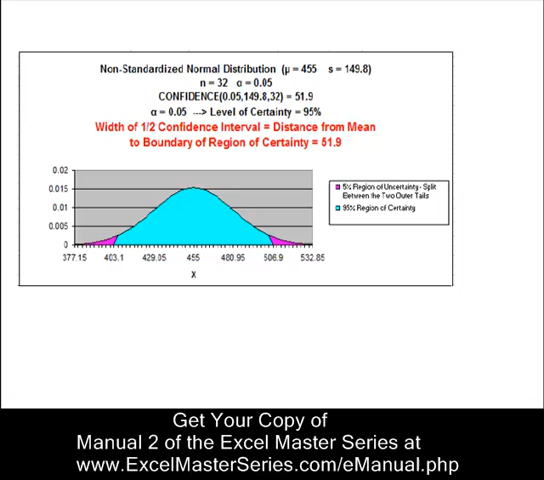 Non-Standardized Normal Distribution (µ = 455 s = 149.8)
n = 32 α = 0.05
CONFIDENCE(0.05,149.8,32) = 51.9
α = 0.05 ---> Level of Certainty = 95%
Width of 1/2 Confidence Interval = Distance from Mean
to Boundary of Region of Certainty = 51.9
0.02
0.015
0.01
0.005
0
377.15 403.1 429.05 455 480.95 506.9 532.85
X
5% Region of Uncertainty - Split
Between the Two Outer Tails
95% Region of Certainty
Get Your Copy of
Manual 2 of the Excel Master Series at
www.ExcelMasterSeries.com/eManual.php